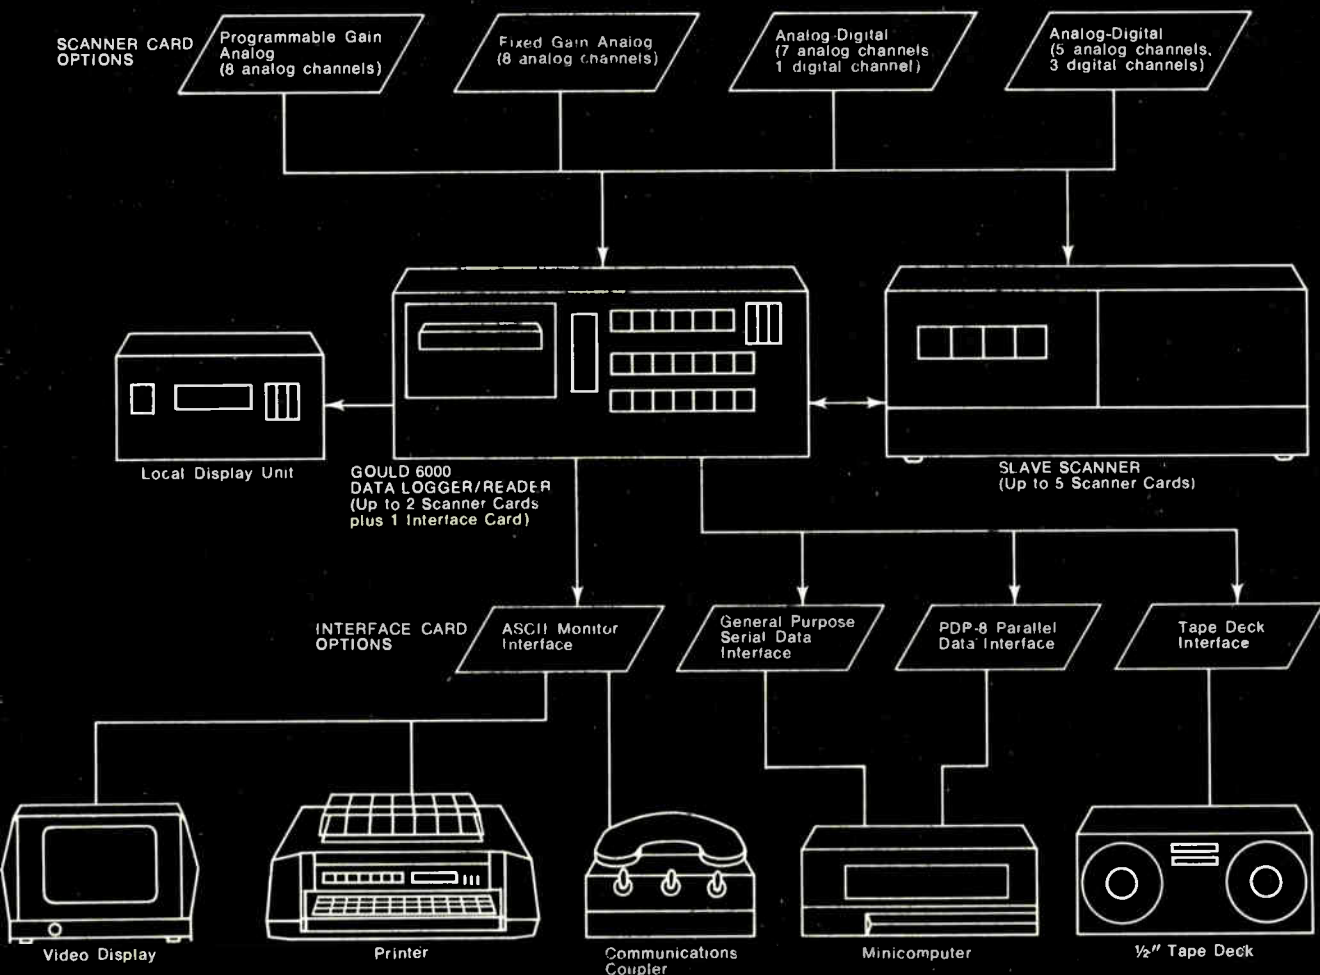 SCANNER CARD
OPTIONS
Programmable Gain
Analog
(8 analog channels)
Fixed Gain Analog
(8 analog channels)
Analog-Digital
(7 analog channels,
1 digital channel)
Analog-Digital
(5 analog channels,
3 digital channels)
Local Display Unit
GOULD 6000
DATA LOGGER/READER
(Up to 2 Scanner Cards
plus 1 Interface Card)
SLAVE SCANNER
(Up to 5 Scanner Cards)
INTERFACE CARD
OPTIONS
ASCII Monitor
Interface
General Purpose
Serial Data
Interface
PDP-8 Parallel
Data Interface
Tape Deck
Interface
Video Display
Printer
Communications
Coupler
Minicomputer
½" Tape Deck